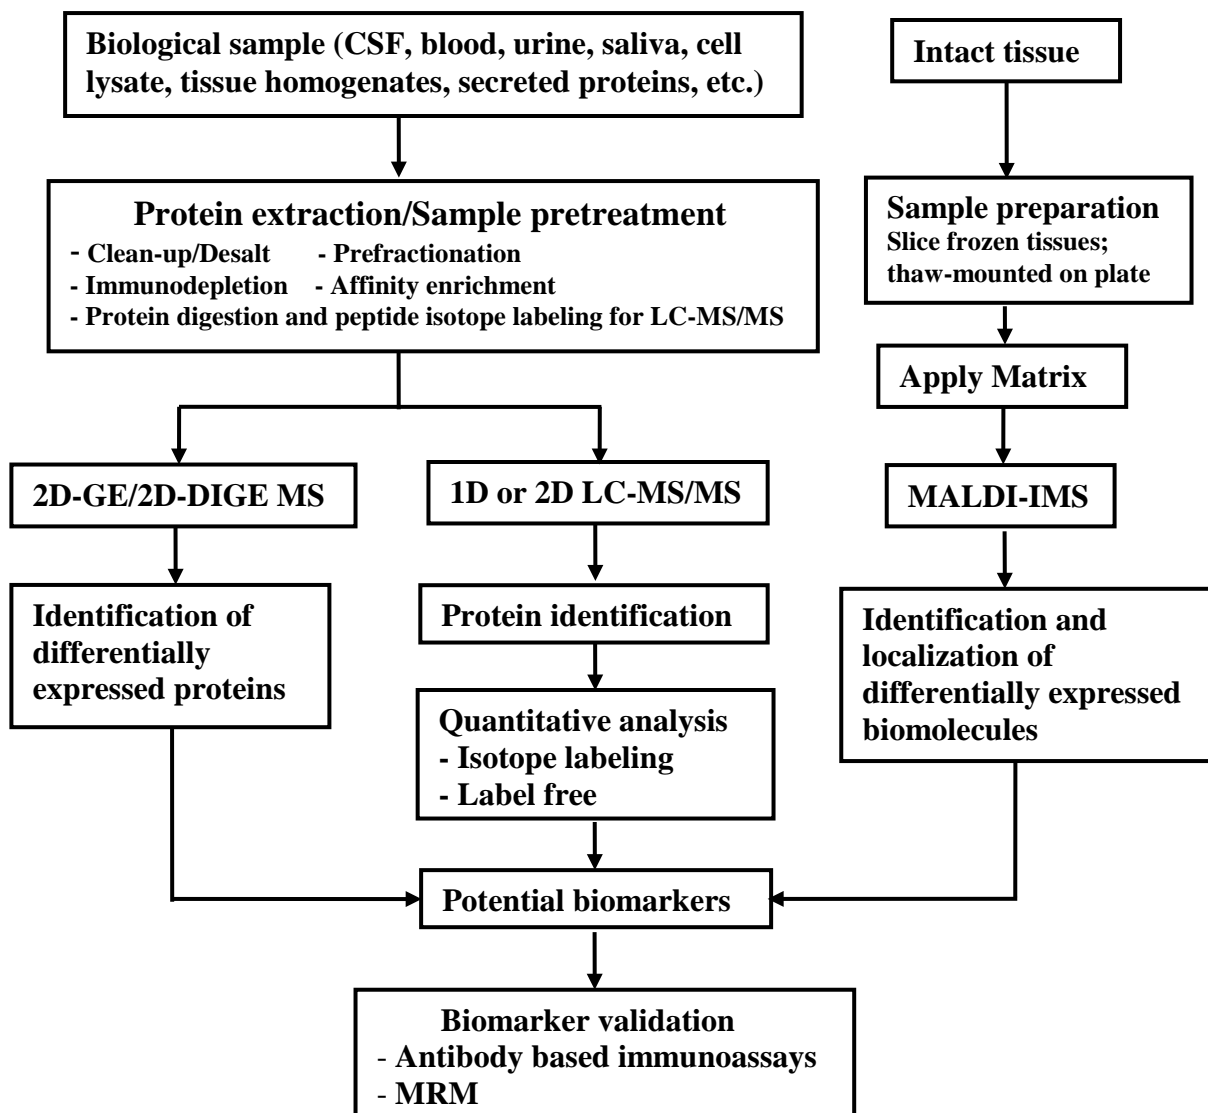 Biological sample (CSF, blood, urine, saliva, cell
lysate, tissue homogenates, secreted proteins, etc.)
Intact tissue
Protein extraction/Sample pretreatment
- Clean-up/Desalt - Prefractionation
- Immunodepletion - Affinity enrichment
- Protein digestion and peptide isotope labeling for LC-MS/MS
Sample preparation
Slice frozen tissues;
thaw-mounted on plate
Apply Matrix
2D-GE/2D-DIGE MS
1D or 2D LC-MS/MS
MALDI-IMS
Identification of
differentially
expressed proteins
Protein identification
Quantitative analysis
- Isotope labeling
- Label free
Identification and
localization of
differentially expressed
biomolecules
Potential biomarkers
Biomarker validation
- Antibody based immunoassays
- MRM